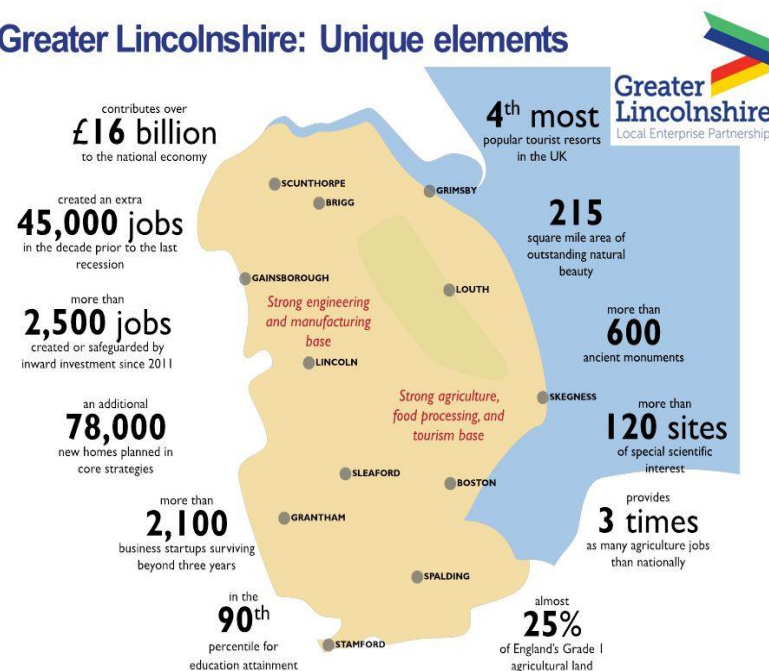 Greater Lincolnshire: Unique elements
Greater
Lincolnshire
Local Enterprise Partnership
contributes over
£16 billion
to the national economy
created an extra
45,000 jobs
in the decade prior to the last
recession
more than
2,500 jobs
created or safeguarded by
inward investment since 2011
an additional
78,000
new homes planned in
core strategies
more than
2,100
business startups surviving
beyond three years
in the
90th
percentile for
education attainment
SCUNTHORPE
BRIGG
GRIMSBY
GAINSBOROUGH
LOUTH
Strong engineering
and manufacturing
base
LINCOLN
Strong agriculture,
food processing, and
tourism base
SKEGNESS
SLEAFORD
BOSTON
GRANTHAM
SPALDING
STAMFORD
4th most
popular tourist resorts
in the UK
215
square mile area of
outstanding natural
beauty
more than
600
ancient monuments
more than
120 sites
of special scientific
interest
provides
3 times
as many agriculture jobs
than nationally
almost
25%
of England's Grade 1
agricultural land